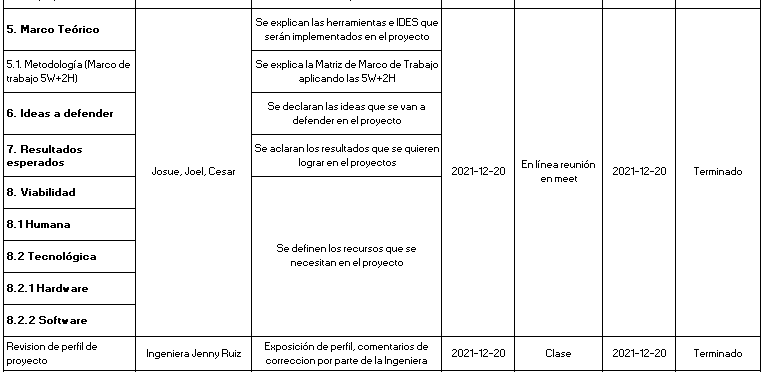 5. Marco Teórico
Se explican las herramientas e IDES que
serán implementados en el proyecto
5.1. Metodología (Marco de
trabajo 5W+2H)
Se explica la Matriz de Marco de Trabajo
aplicando las 5W+2H
6. Ideas a defender
Se declaran las ideas que se van a
defender en el proyecto
7. Resultados
esperados
Se aclaran los resultados que se quieren
lograr en el proyectos
8. Viabilidad
8.1 Humana
8.2 Tecnológica
8.2.1 Hardware
8.2.2 Software
Se definen los recursos que se
necesitan en el proyecto
Josue, Joel, Cesar
2021-12-20
En línea reunión
en meet
2021-12-20
Terminado
Revision de perfil de
proyecto
Ingeniera Jenny Ruiz
Exposición de perfil, comentarios de
correccion por parte de la Ingeniera
2021-12-20
Clase
2021-12-20
Terminado